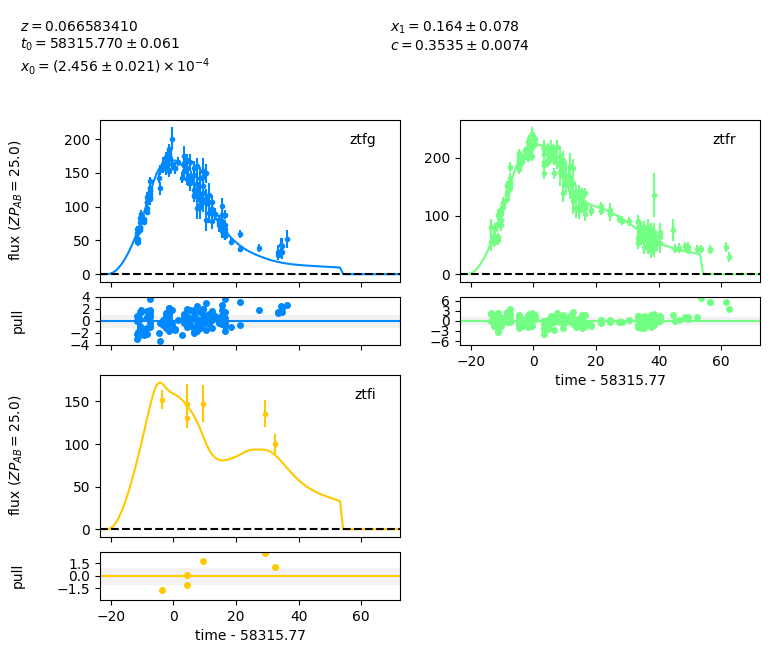 z = 0.066583410
t₀ = 58315.770 ± 0.061
x₀ = (2.456 ± 0.021) × 10⁻⁴
x₁ = 0.164 ± 0.078
c = 0.3535 ± 0.0074
ztfg
flux (ZP_AB = 25.0)
200
150
100
50
0
pull
4
2
0
−2
−4
ztfr
200
100
0
6
3
0
−3
−6
−20 0 20 40 60
time - 58315.77
ztfi
flux (ZP_AB = 25.0)
150
100
50
0
pull
1.5
0.0
−1.5
−20 0 20 40 60
time - 58315.77